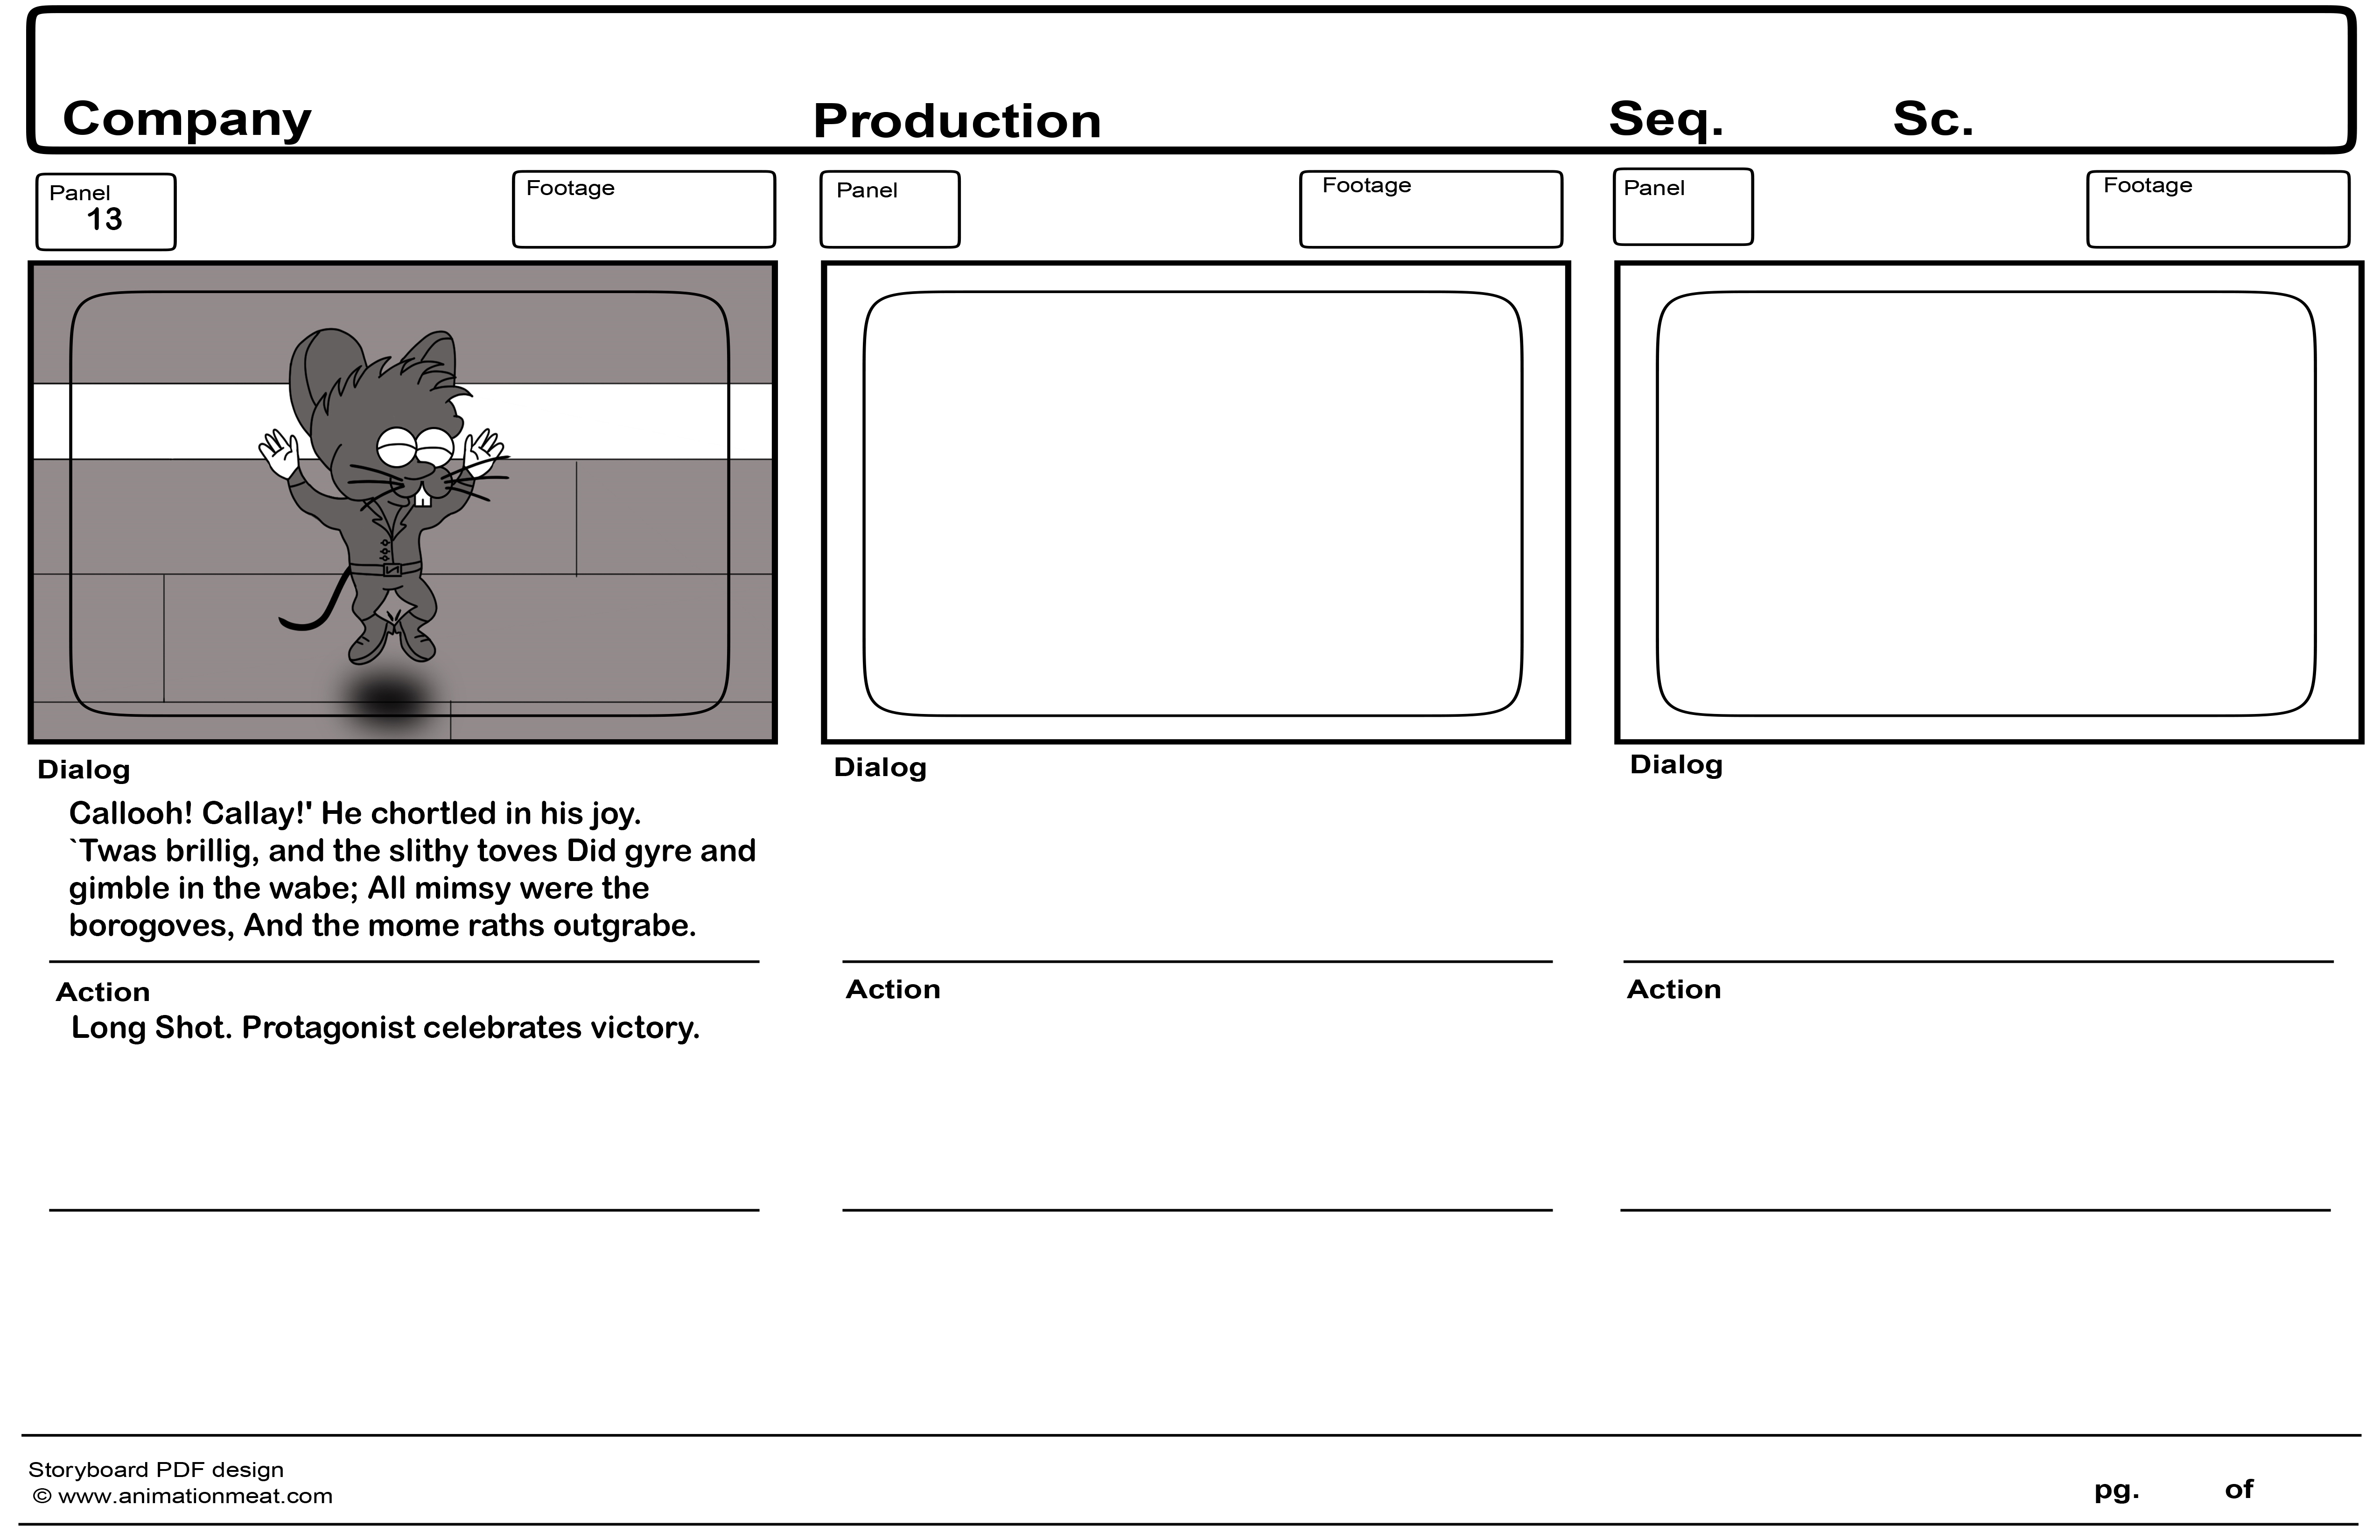 Company Production Seq. Sc.
Panel Footage Panel Footage Panel Footage
13
Dialog Dialog Dialog
Callooh! Callay!' He chortled in his joy.
`Twas brillig, and the slithy toves Did gyre and
gimble in the wabe; All mimsy were the
borogoves, And the mome raths outgrabe.
Action Action Action
Long Shot. Protagonist celebrates victory.
Storyboard PDF design
© www.animationmeat.com
pg. of